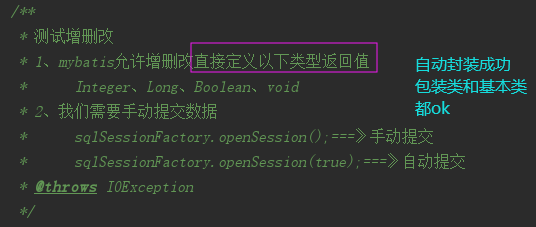 /**
* 测试增删改
* 1、mybatis允许增删改直接定义以下类型返回值
* Integer、Long、Boolean、void
* 2、我们需要手动提交数据
* sqlSessionFactory.openSession();===》手动提交
* sqlSessionFactory.openSession(true);===》自动提交
* @throws IOException
*/
自动封装成功
包装类和基本类
都ok